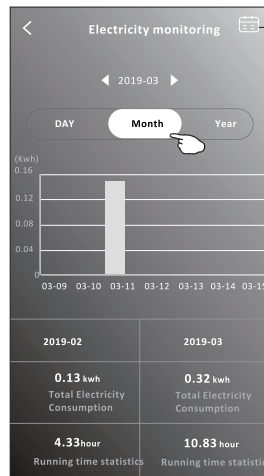 Electricity monitoring
2019-03
DAY Month Year
(Kwh)
0.16
0.12
0.08
0.04
0
03-09 03-10 03-11 03-12 03-13 03-14 03-15
2019-02 2019-03
0.13 kwh 0.32 kwh
Total Electricity Total Electricity
Consumption Consumption
4.33hour 10.83 hour
Running time statistics Running time statistic